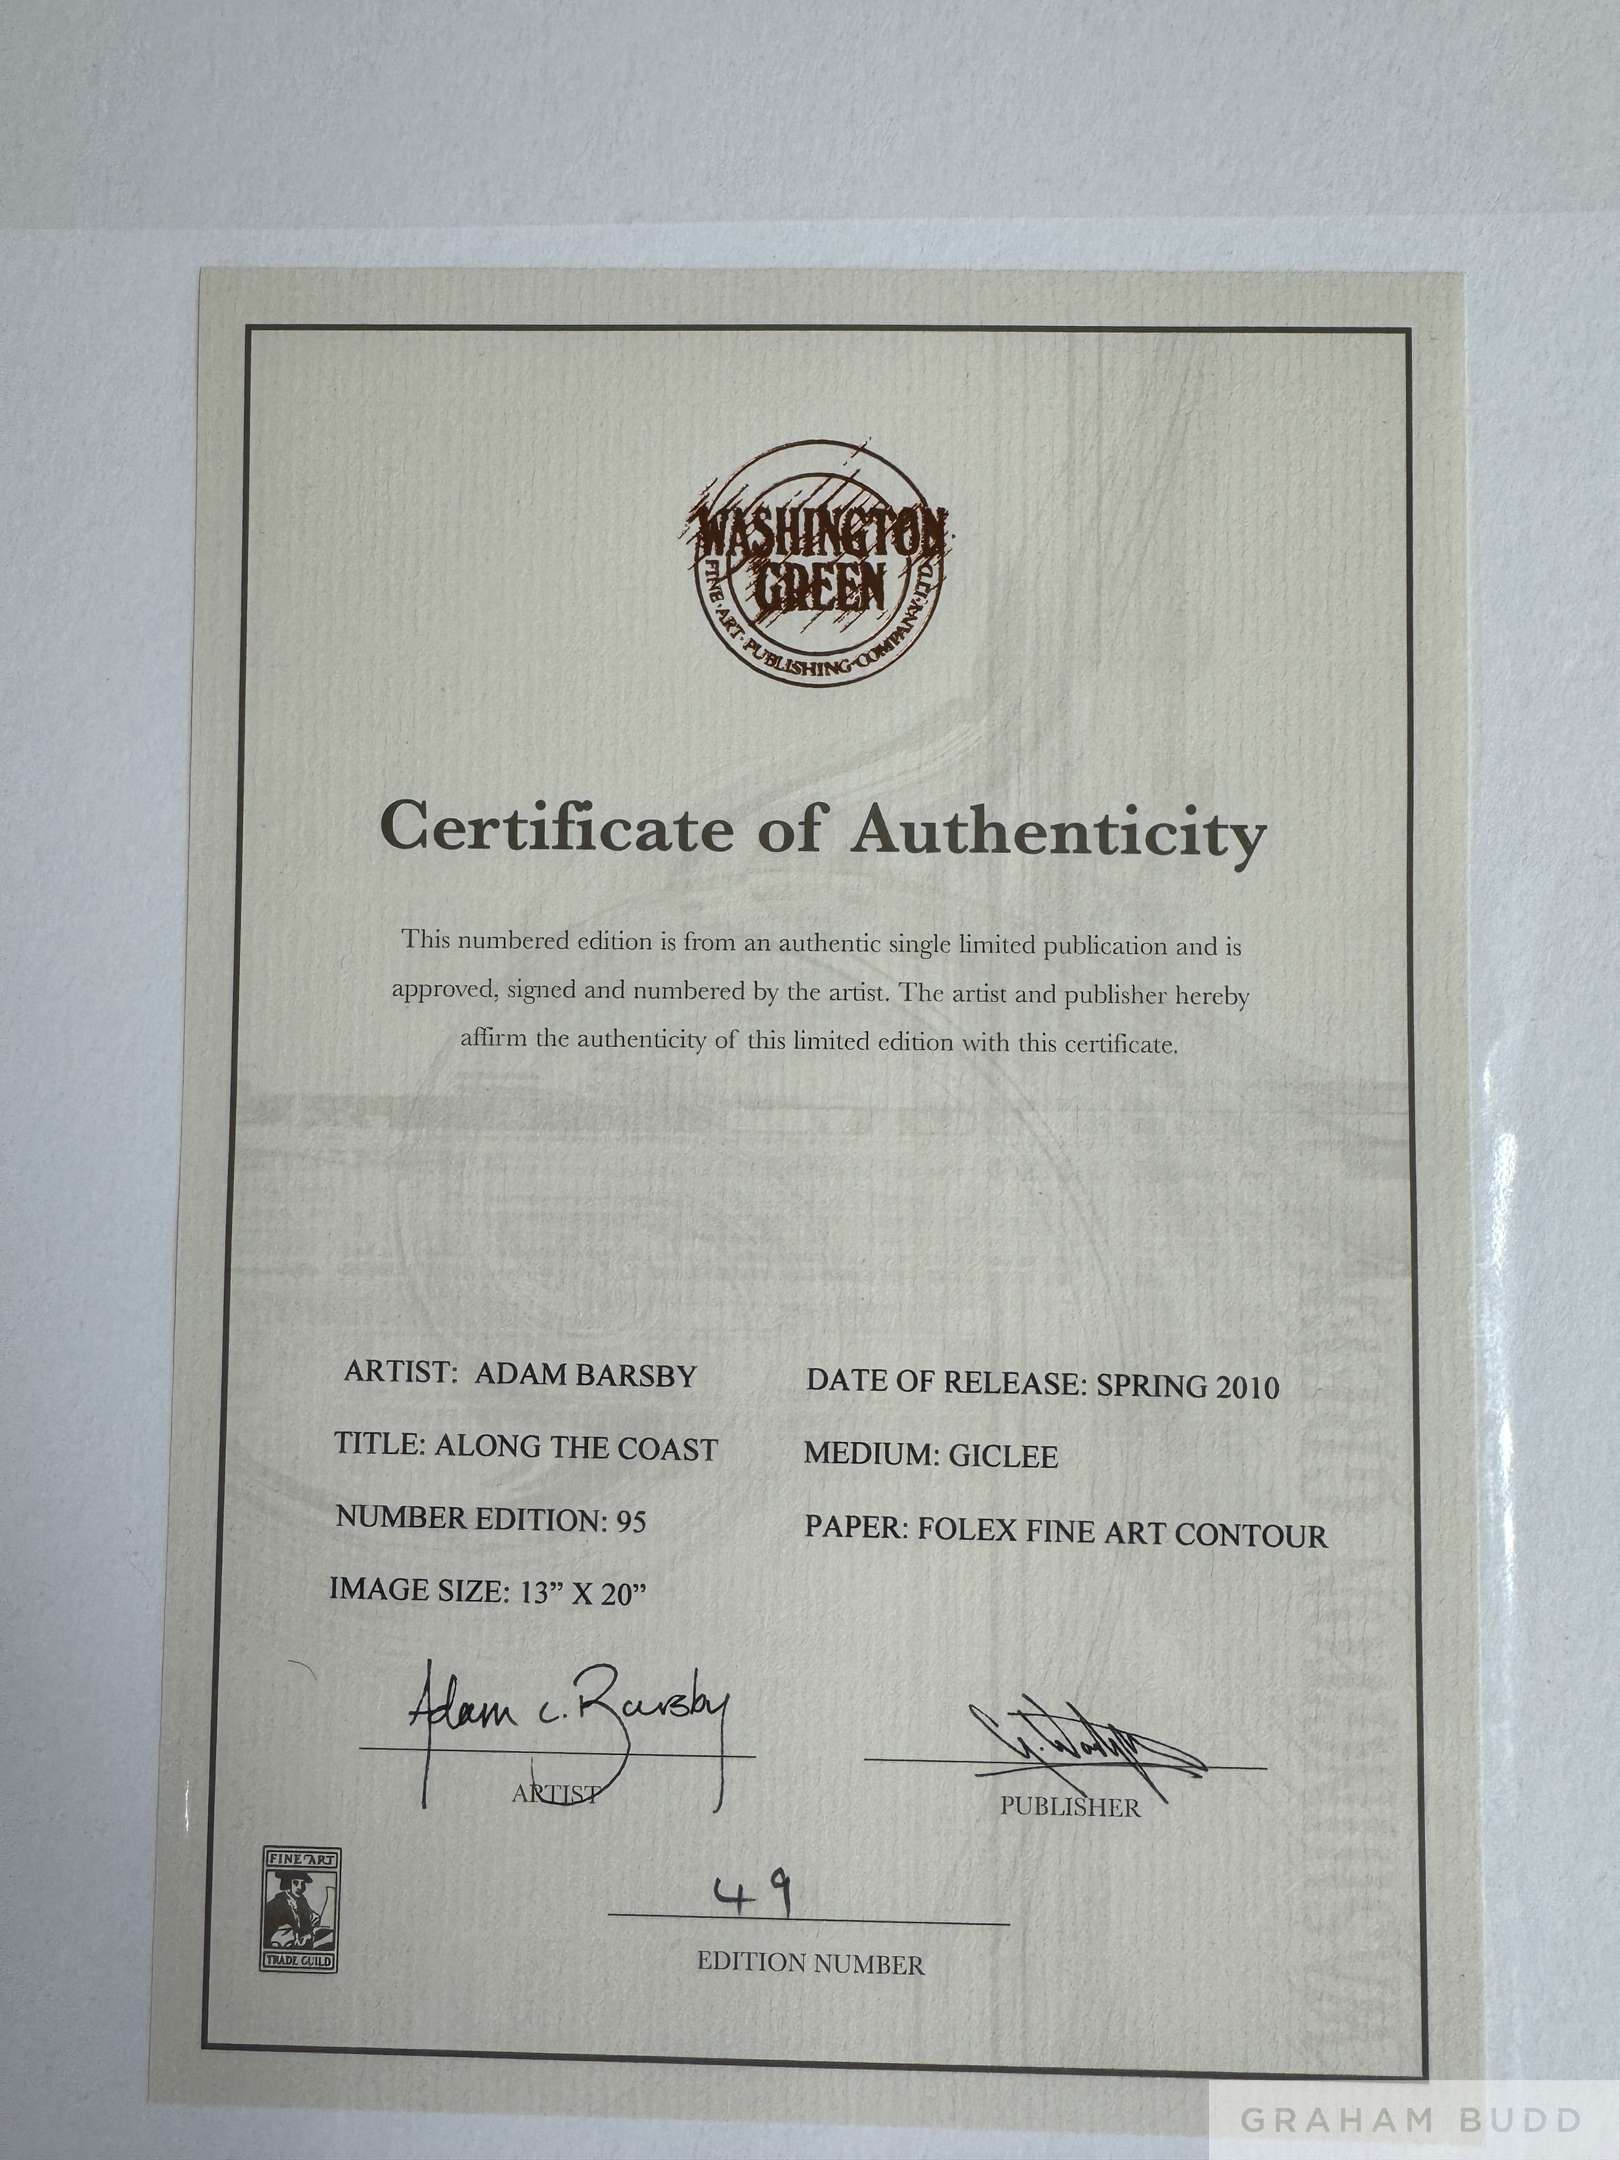 WASHINGTON
GREEN
FINE·ART·PUBLISHING·COMPANY·LTD
Certificate of Authenticity
This numbered edition is from an authentic single limited publication and is
approved, signed and numbered by the artist. The artist and publisher hereby
affirm the authenticity of this limited edition with this certificate.
ARTIST: ADAM BARSBY
TITLE: ALONG THE COAST
NUMBER EDITION: 95
IMAGE SIZE: 13” X 20”
DATE OF RELEASE: SPRING 2010
MEDIUM: GICLEE
PAPER: FOLEX FINE ART CONTOUR
Adam C. Barsby
ARTIST
PUBLISHER
49
EDITION NUMBER
FINE ART
TRADE GUILD
GRAHAM BUDD